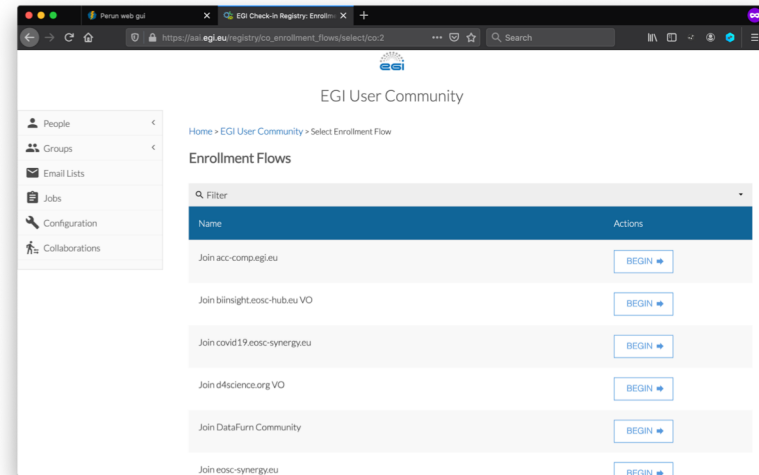 Perun web gui
EGI Check-in Registry: Enrollm
https://aai.egi.eu/registry/co_enrollment_flows/select/co:2
Search
egi
EGI User Community
People
Groups
Email Lists
Jobs
Configuration
Collaborations
Home > EGI User Community > Select Enrollment Flow
Enrollment Flows
Filter
Name Actions
Join acc-comp.egi.eu BEGIN
Join biinsight.eosc-hub.eu VO BEGIN
Join covid19.eosc-synergy.eu BEGIN
Join d4science.org VO BEGIN
Join DataFurn Community BEGIN
Join eosc-synergy.eu BEGIN